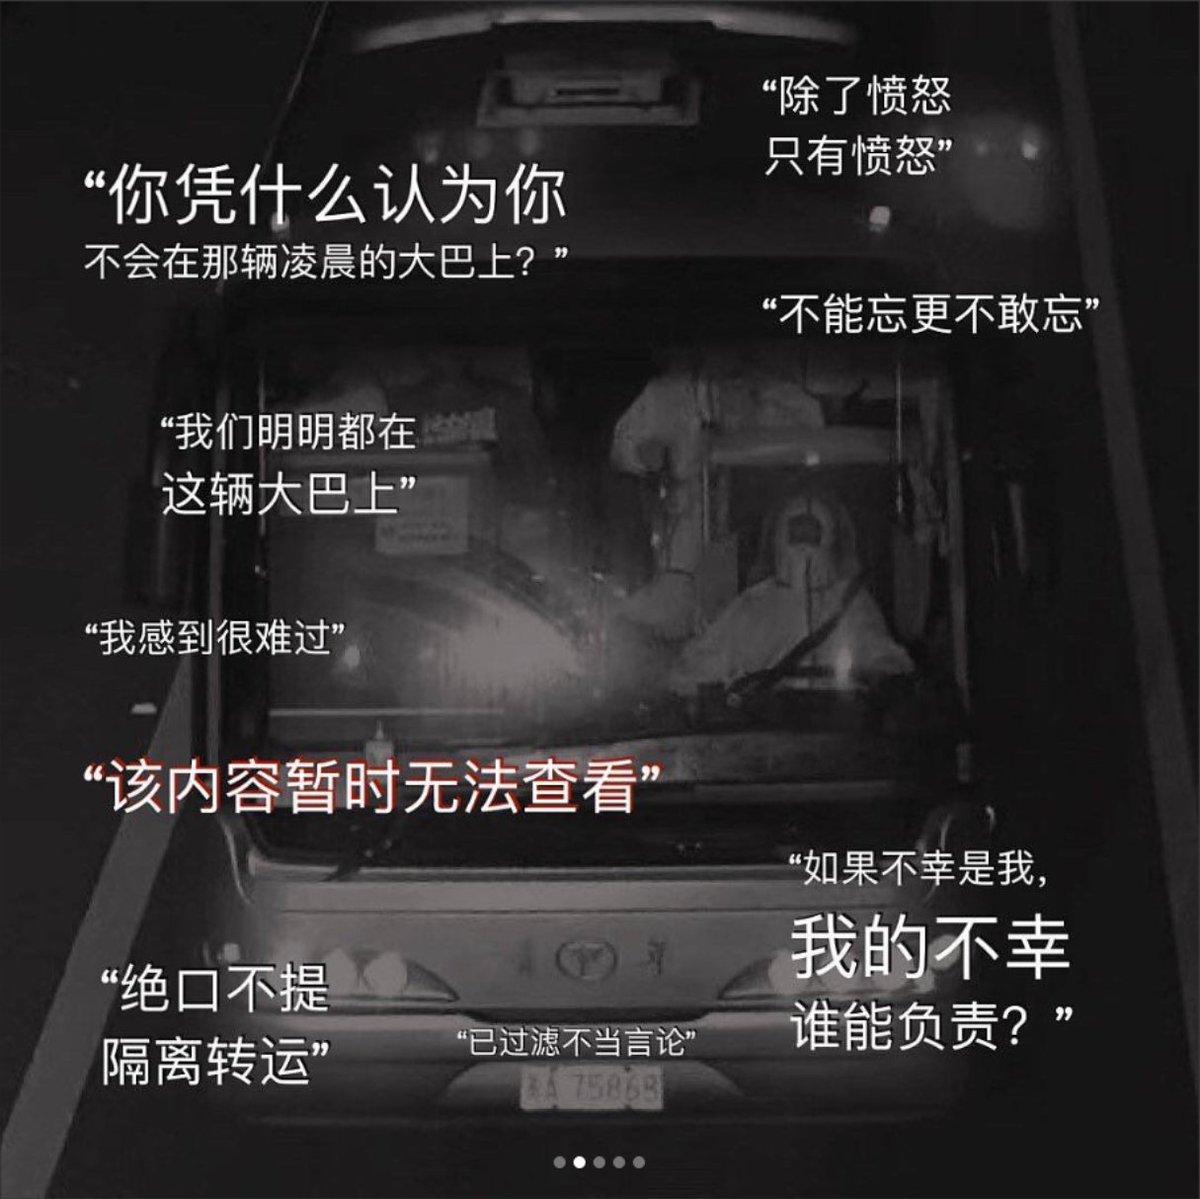 “除了愤怒
只有愤怒”
“你凭什么认为你
不会在那辆凌晨的大巴上？”
“不能忘更不敢忘”
“我们明明都在
这辆大巴上”
“我感到很难过”
“该内容暂时无法查看”
“如果不幸是我，
我的不幸
谁能负责？”
“绝口不提
隔离转运”
“已过滤不当言论”
A 75868